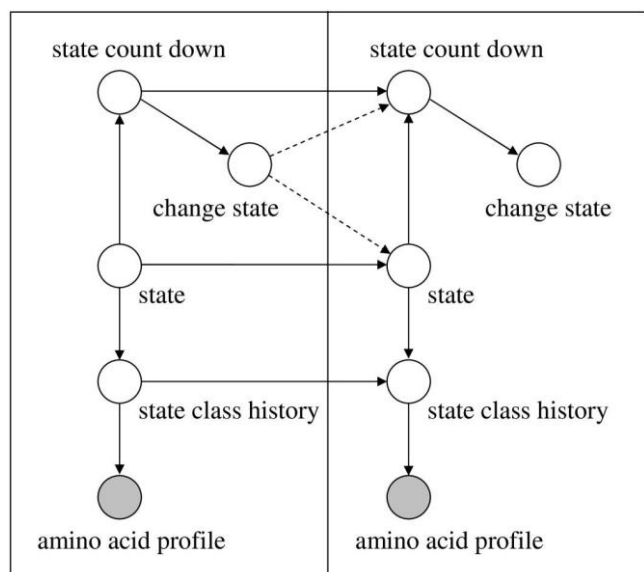 state count down
change state
state
state class history
amino acid profile
state count down
change state
state
state class history
amino acid profile